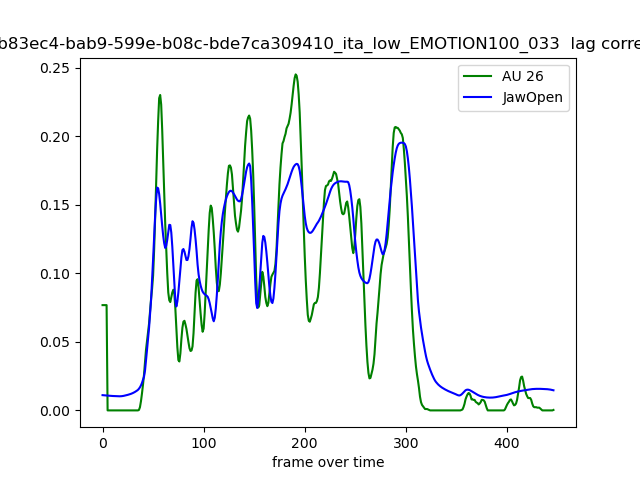 b83ec4-bab9-599e-b08c-bde7ca309410_ita_low_EMOTION100_033 lag corre
AU 26
JawOpen
0.25
0.20
0.15
0.10
0.05
0.00
0
100
200
300
400
frame over time